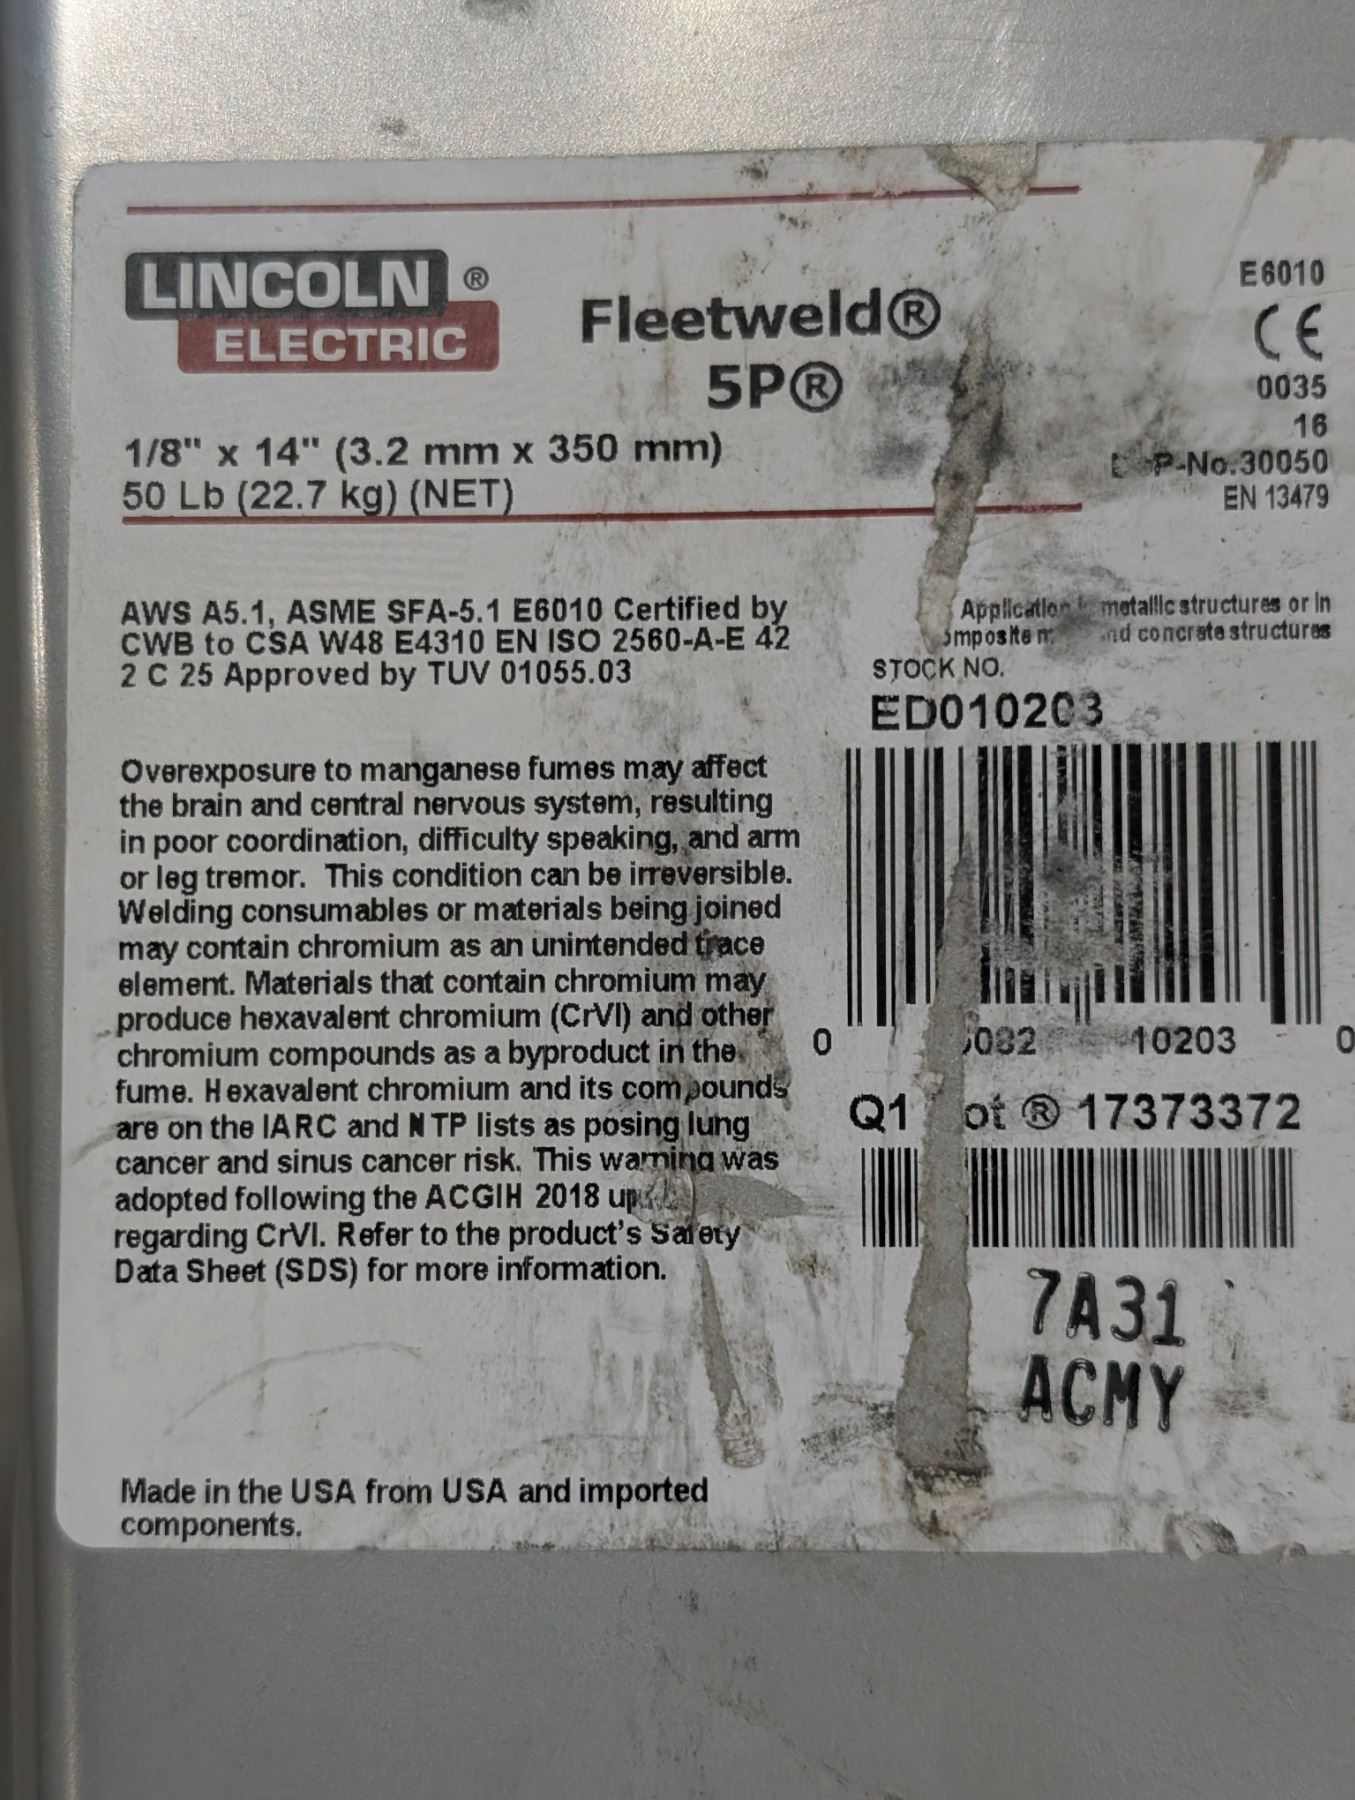 LINCOLN ®
ELECTRIC
Fleetweld®
5P®
1/8" x 14" (3.2 mm x 350 mm)
50 Lb (22.7 kg) (NET)
E6010
CE
0035
16
P-No.30050
EN 13479
AWS A5.1, ASME SFA-5.1 E6010 Certified by
CWB to CSA W48 E4310 EN ISO 2560-A-E 42
2 C 25 Approved by TUV 01055.03
metallic structures or in
concrete structures
STOCK NO.
ED010203
0 10203 0
Q1 ® 17373372
7A31
ACMY
Overexposure to manganese fumes may affect
the brain and central nervous system, resulting
in poor coordination, difficulty speaking, and arm
or leg tremor. This condition can be irreversible.
Welding consumables or materials being joined
may contain chromium as an unintended trace
element. Materials that contain chromium may
produce hexavalent chromium (CrVI) and other
chromium compounds as a byproduct in the
fume. Hexavalent chromium and its compounds
are on the IARC and NTP lists as posing lung
cancer and sinus cancer risk. This warning was
adopted following the ACGIH 2018
regarding CrVI. Refer to the product's Safety
Data Sheet (SDS) for more information.
Made in the USA from USA and imported
components.